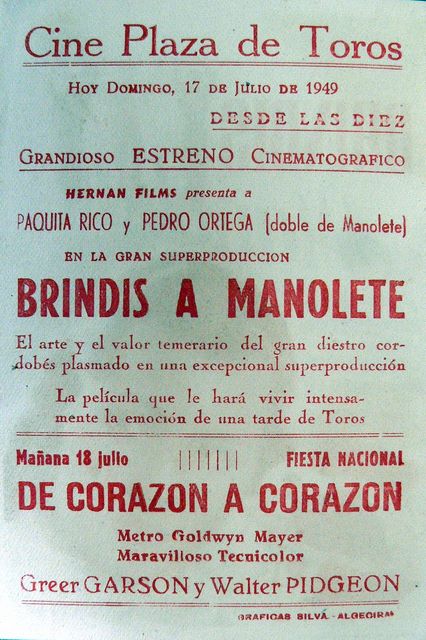 Cine Plaza de Toros
HOY DOMINGO, 17 DE JULIO DE 1949
DESDE LAS DIEZ
GRANDIOSO ESTRENO CINEMATOGRAFICO
HERNAN FILMS presenta a
PAQUITA RICO y PEDRO ORTEGA (doble de Manolete)
EN LA GRAN SUPERPRODUCCION
BRINDIS A MANOLETE
El arte y el valor temerario del gran diestro cor-
dobés plasmado en una excepcional superproducción
La película que le hará vivir intensa-
mente la emoción de una tarde de Toros
Mañana 18 julio ||||||| FIESTA NACIONAL
DE CORAZON A CORAZON
Metro Goldwyn Mayer
Maravilloso Tecnicolor
Greer GARSON y Walter PIDGEON
GRAFICAS SILVA - ALGECIRAS